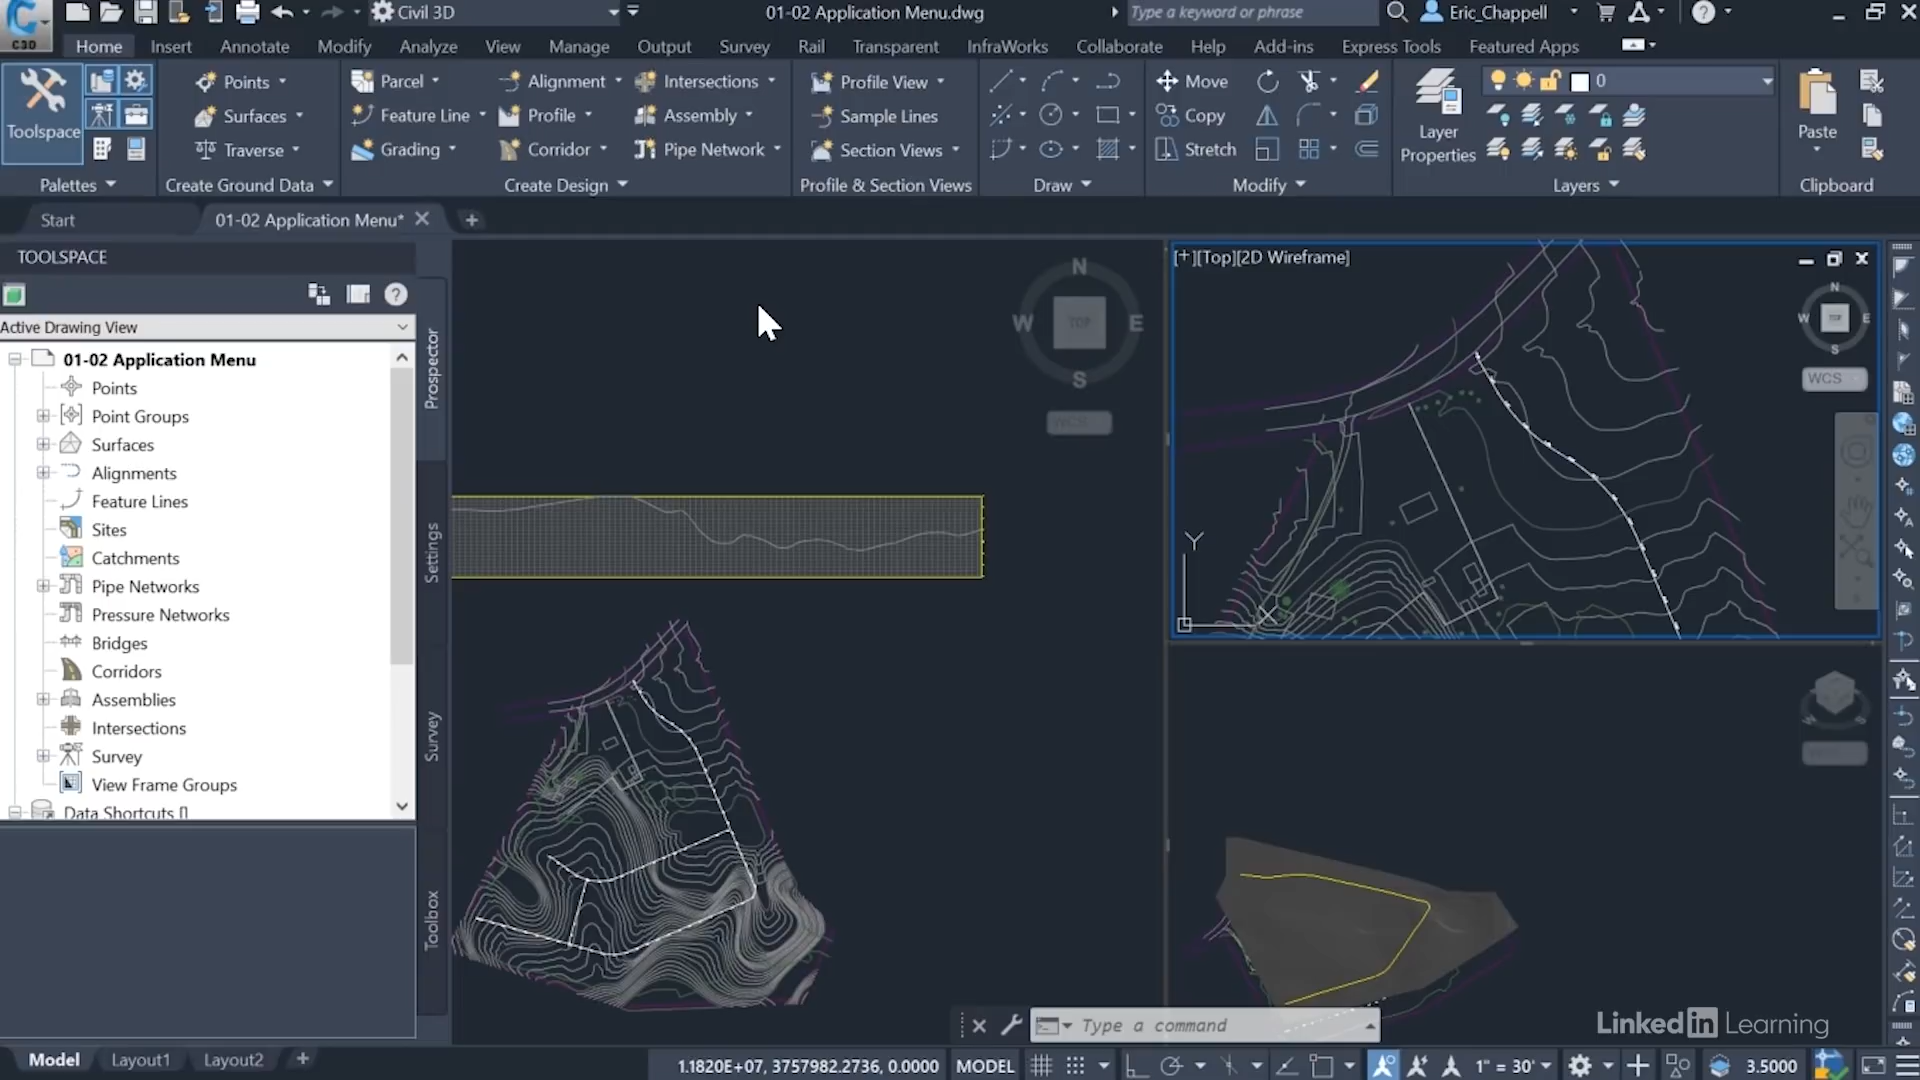 Civil 3D 01-02 Application Menu.dwg Type a keyword or phrase Eric_Chappell
C3D
Home Insert Annotate Modify Analyze View Manage Output Survey Rail Transparent InfraWorks Collaborate Help Add-ins Express Tools Featured Apps
Points Parcel Alignment Intersections Profile View Move 0
Toolspace Surfaces Feature Line Profile Assembly Sample Lines Copy Layer Properties Paste
Traverse Grading Corridor Pipe Network Section Views Stretch
Palettes Create Ground Data Create Design Profile & Section Views Draw Modify Layers Clipboard
Start 01-02 Application Menu*
TOOLSPACE
Active Drawing View
01-02 Application Menu
Points
Point Groups
Surfaces
Alignments
Feature Lines
Sites
Catchments
Pipe Networks
Pressure Networks
Bridges
Corridors
Assemblies
Intersections
Survey
View Frame Groups
Data Shortcuts []
Prospector
Settings
Survey
Toolbox
N
W TOP E
S
WCS
[+][Top][2D Wireframe]
N
W TOP E
S
WCS
Y
X
W S
Type a command
LinkedIn Learning
Model Layout1 Layout2 1.1820E+07, 3757982.2736, 0.0000 MODEL 1" = 30' 3.5000